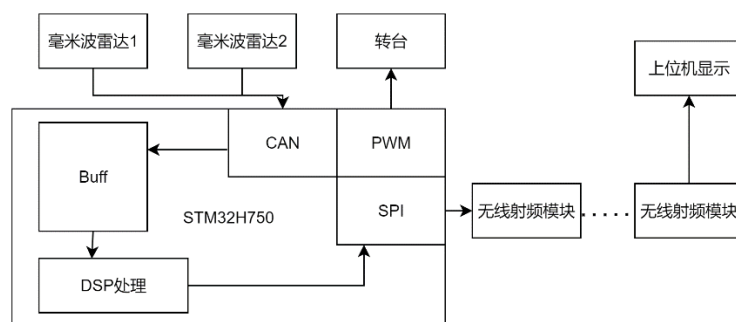 毫米波雷达1
毫米波雷达2
转台
上位机显示
CAN
PWM
Buff
STM32H750
SPI
无线射频模块
.....
无线射频模块
DSP处理